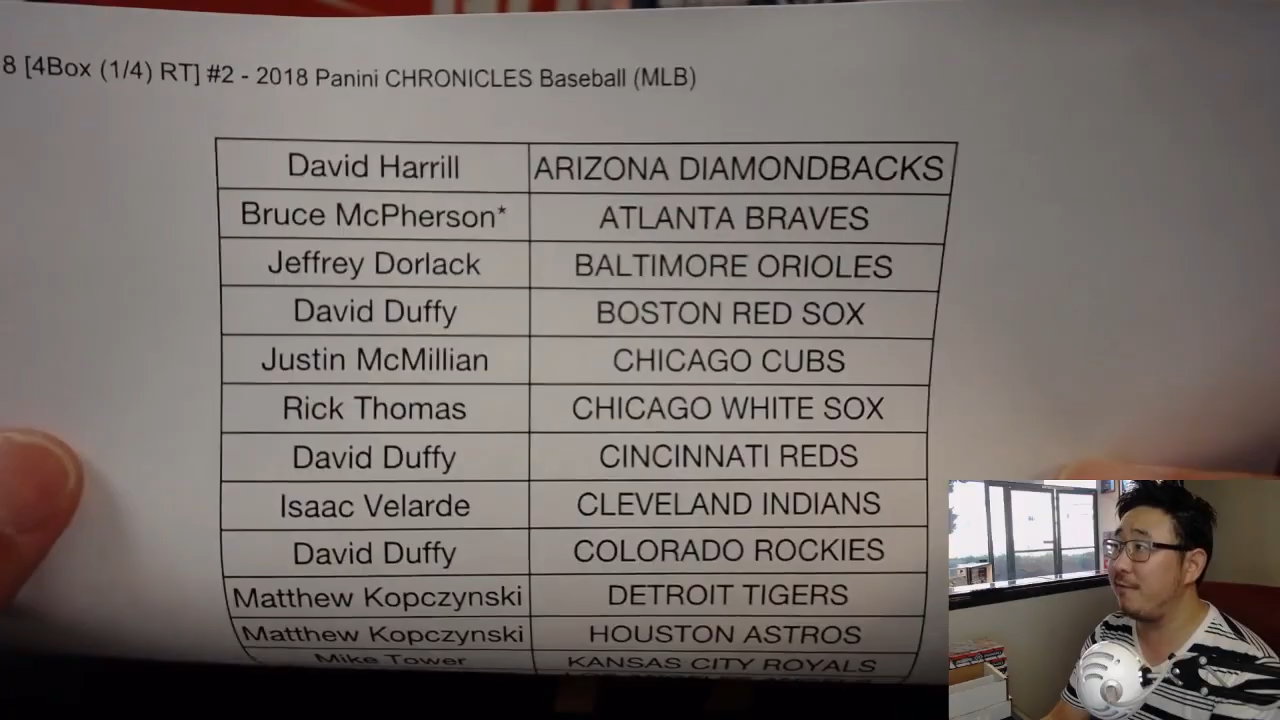 8 [4Box (1/4) RT] #2 - 2018 Panini CHRONICLES Baseball (MLB)
David Harrill ARIZONA DIAMONDBACKS
Bruce McPherson* ATLANTA BRAVES
Jeffrey Dorlack BALTIMORE ORIOLES
David Duffy BOSTON RED SOX
Justin McMillian CHICAGO CUBS
Rick Thomas CHICAGO WHITE SOX
David Duffy CINCINNATI REDS
Isaac Velarde CLEVELAND INDIANS
David Duffy COLORADO ROCKIES
Matthew Kopczynski DETROIT TIGERS
Matthew Kopczynski HOUSTON ASTROS
Mike Tower KANSAS CITY ROYALS